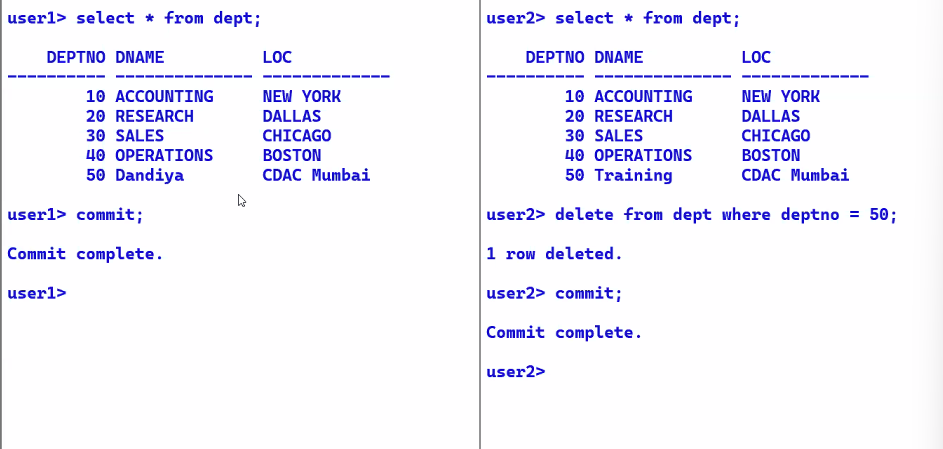 user1> select * from dept;
    DEPTNO DNAME          LOC
---------- -------------- -------------
        10 ACCOUNTING     NEW YORK
        20 RESEARCH       DALLAS
        30 SALES          CHICAGO
        40 OPERATIONS     BOSTON
        50 Dandiya        CDAC Mumbai
user1> commit;
Commit complete.
user1>
user2> select * from dept;
    DEPTNO DNAME          LOC
---------- -------------- -------------
        10 ACCOUNTING     NEW YORK
        20 RESEARCH       DALLAS
        30 SALES          CHICAGO
        40 OPERATIONS     BOSTON
        50 Training       CDAC Mumbai
user2> delete from dept where deptno = 50;
1 row deleted.
user2> commit;
Commit complete.
user2>